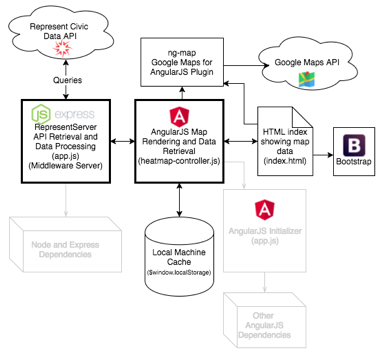 Represent Civic
Data API
Queries
ng-map
Google Maps for
AngularJS Plugin
Google Maps API
JS
express
RepresentServer
API Retrieval and
Data Processing
(app.js)
(Middleware Server)
A
AngularJS Map
Rendering and Data
Retrieval
(heatmap-controller.js)
HTML index
showing map
data
(index.html)
B
Bootstrap
Node and Express
Dependencies
Local Machine
Cache
($window.localStorage)
A
AngularJS Initializer
(app.js)
Other
AngularJS
Dependencies